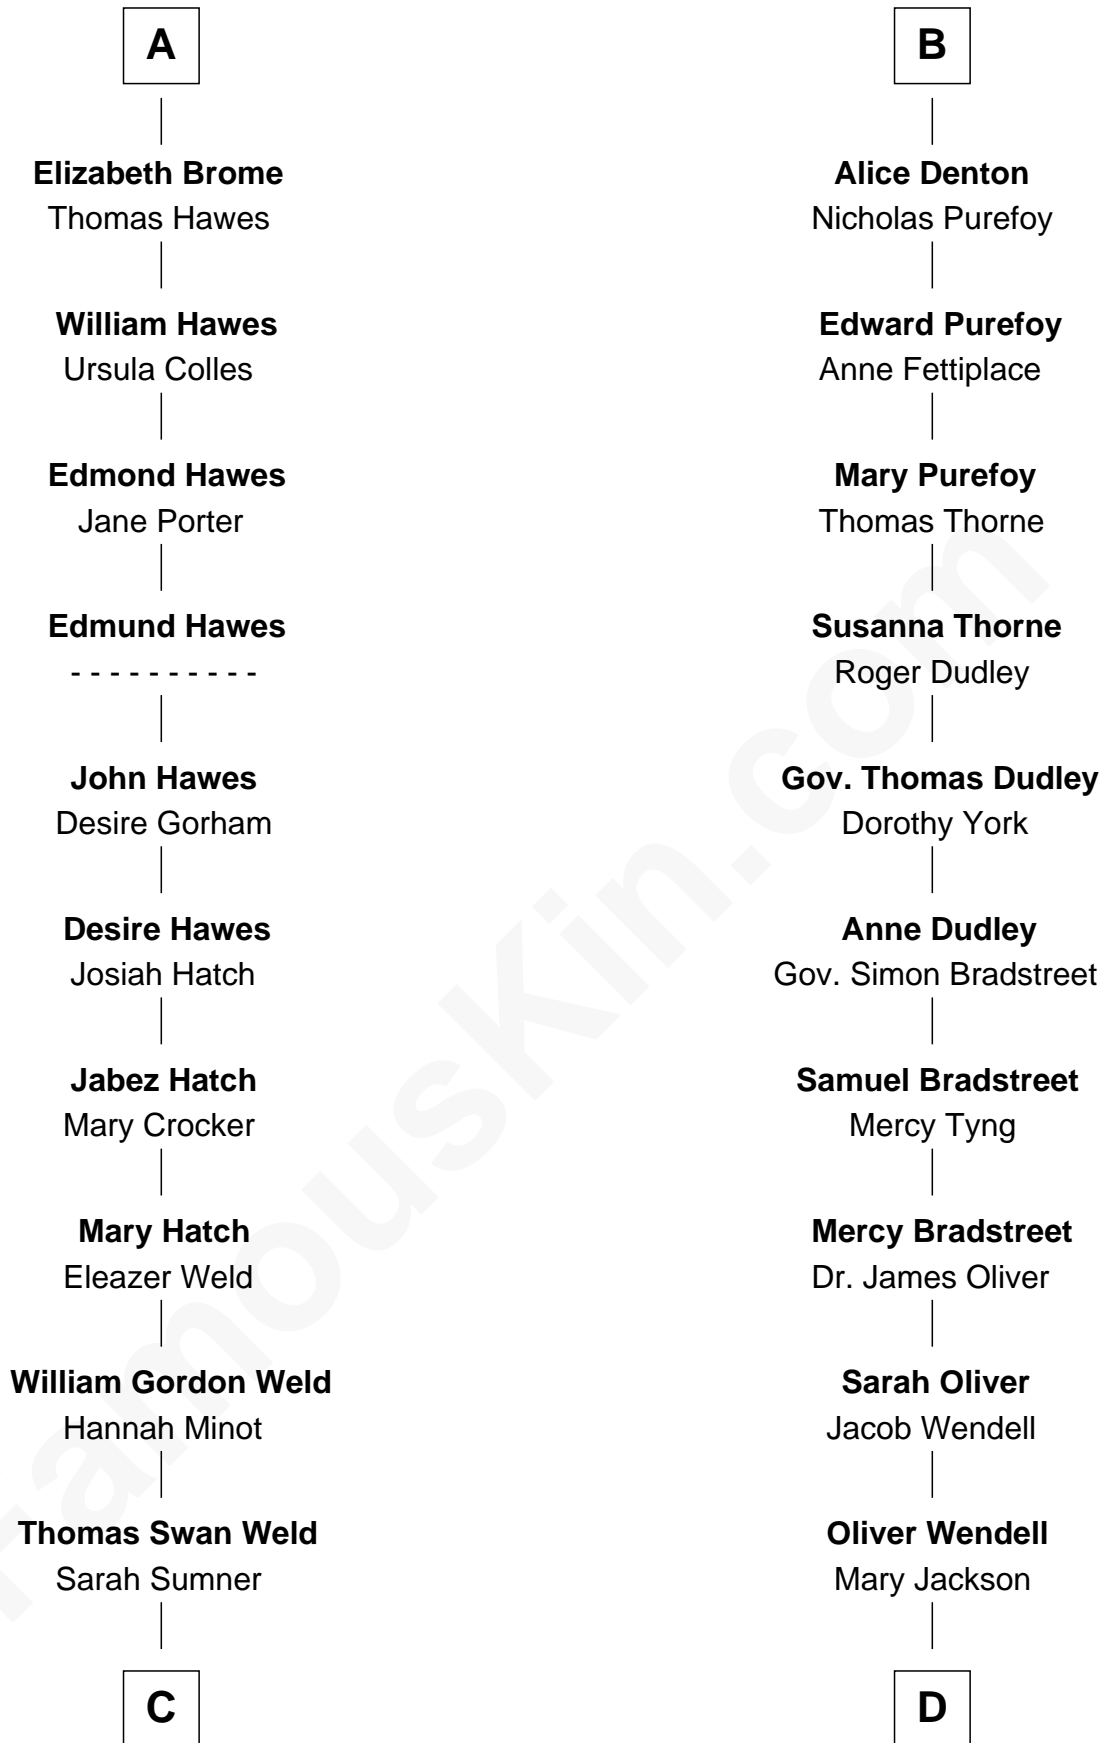 A
Elizabeth Brome
Thomas Hawes
William Hawes
Ursula Colles
Edmond Hawes
Jane Porter
Edmund Hawes
- - - - - - - - - -
John Hawes
Desire Gorham
Desire Hawes
Josiah Hatch
Jabez Hatch
Mary Crocker
Mary Hatch
Eleazer Weld
William Gordon Weld
Hannah Minot
Thomas Swan Weld
Sarah Sumner
C
B
Alice Denton
Nicholas Purefoy
Edward Purefoy
Anne Fettiplace
Mary Purefoy
Thomas Thorne
Susanna Thorne
Roger Dudley
Gov. Thomas Dudley
Dorothy York
Anne Dudley
Gov. Simon Bradstreet
Samuel Bradstreet
Mercy Tyng
Mercy Bradstreet
Dr. James Oliver
Sarah Oliver
Jacob Wendell
Oliver Wendell
Mary Jackson
D
FamousKin.com